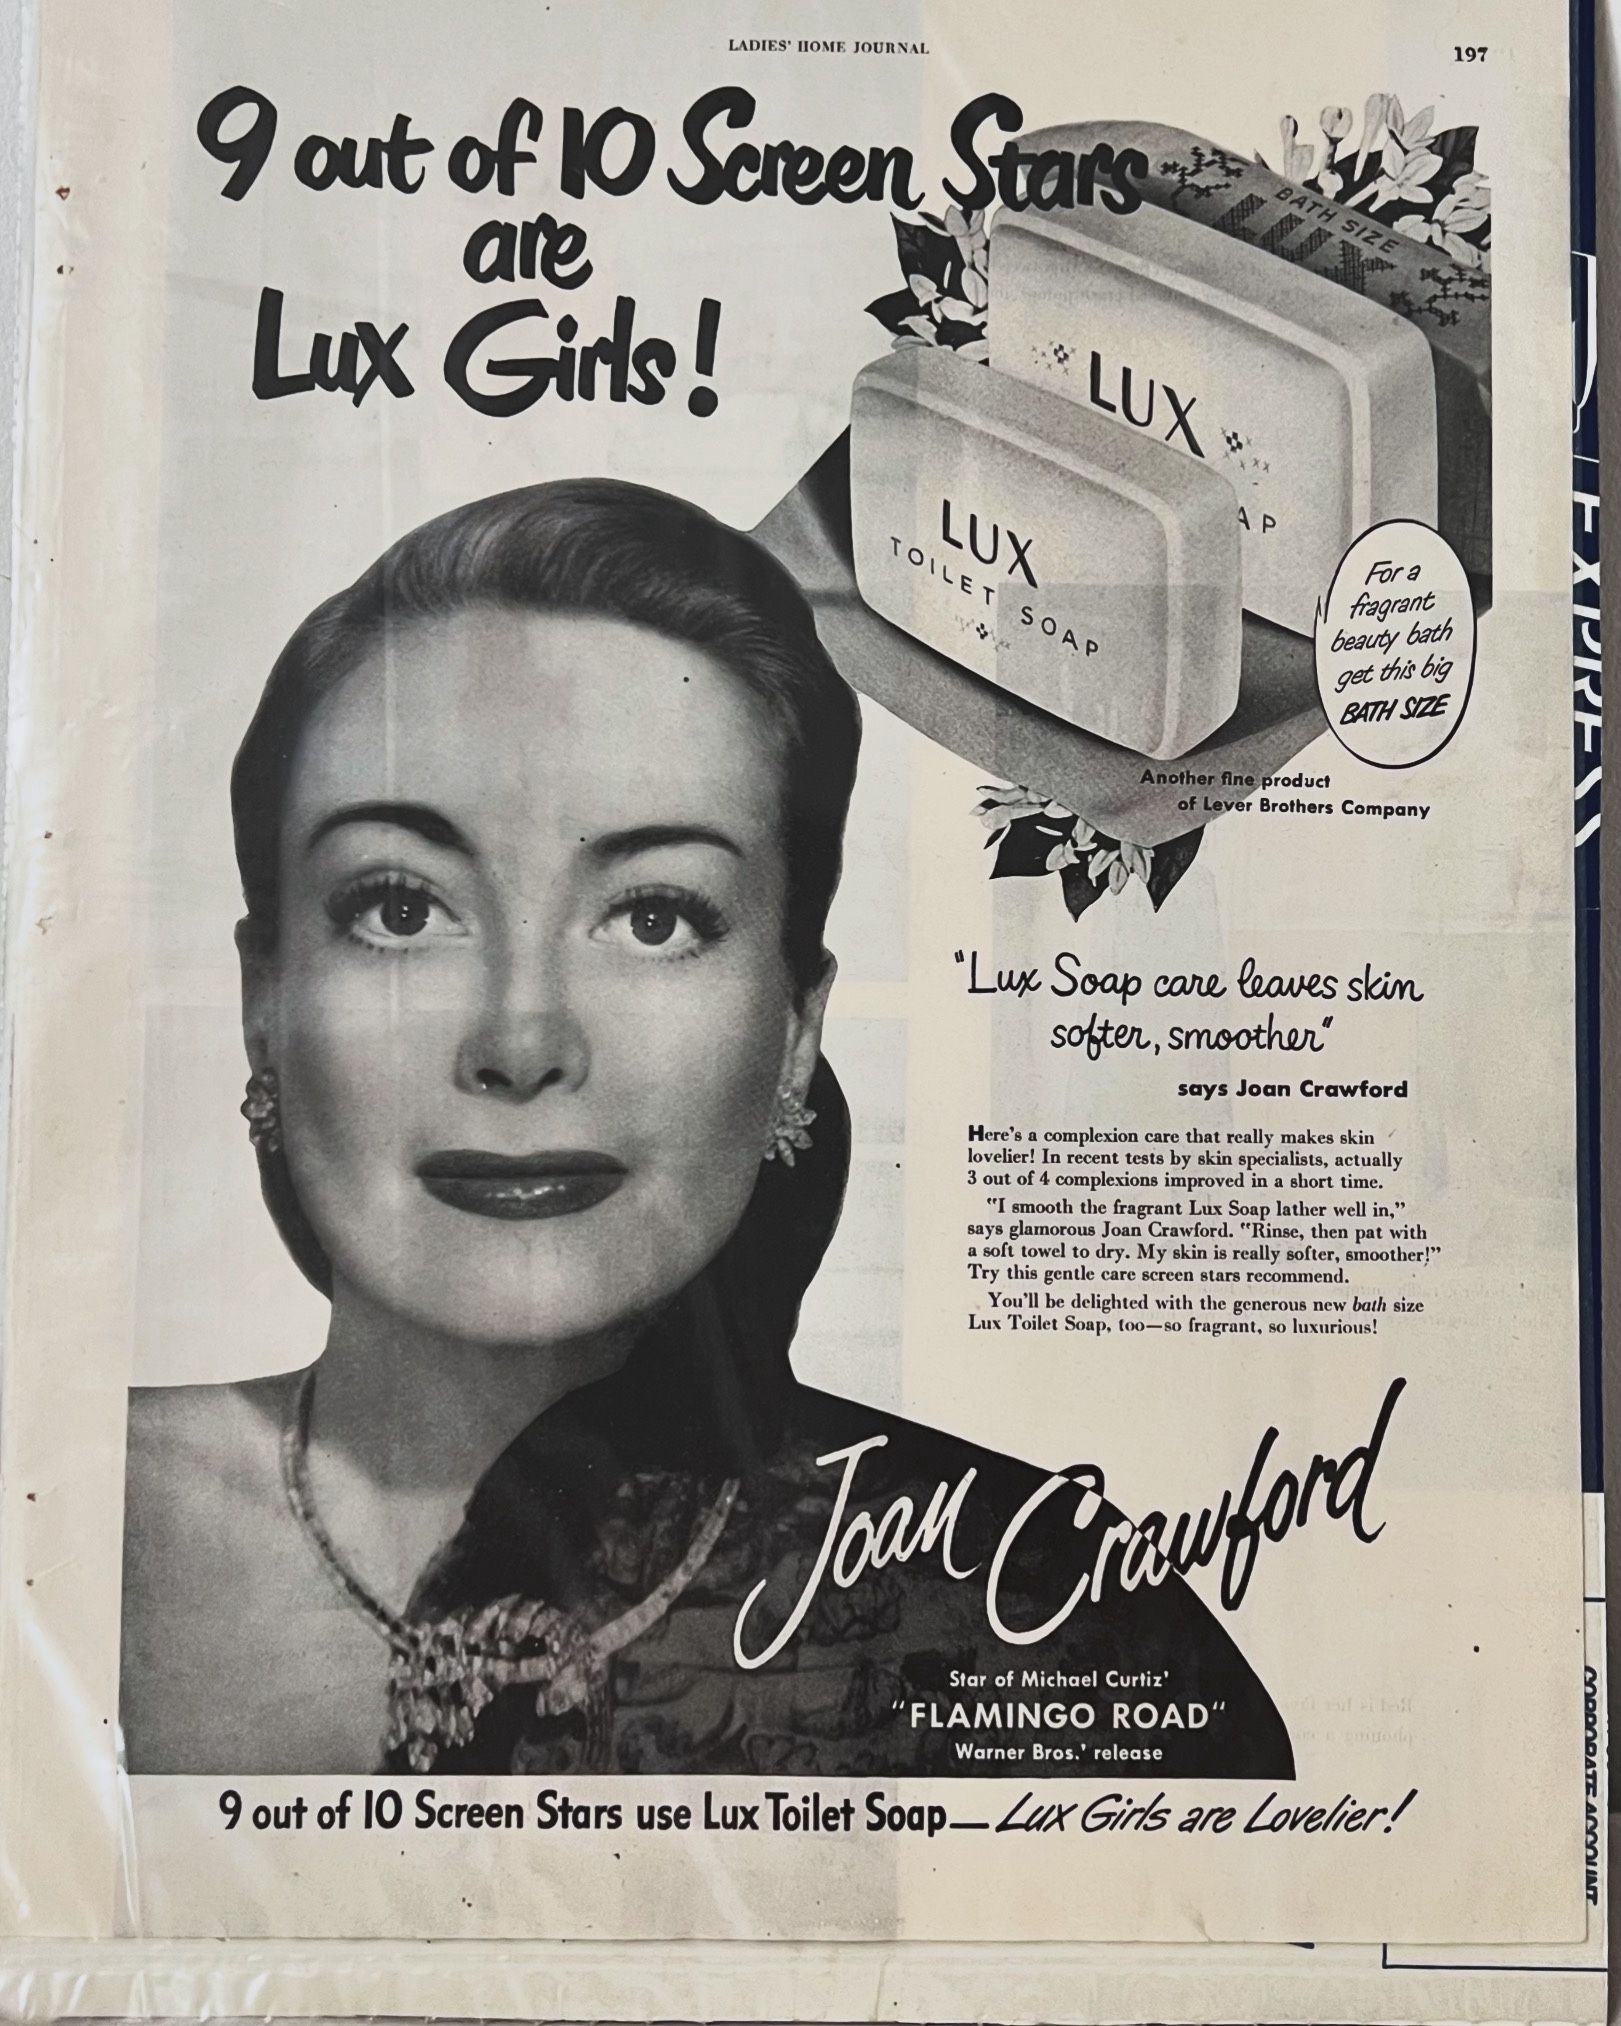 LADIES' HOME JOURNAL
197
9 out of 10 Screen Stars
are
Lux Girls!
BATH SIZE
LUX
LUX
AP
LUX
TOILET SOAP
For a
fragrant
beauty bath
get this big
BATH SIZE
Another fine product
of Lever Brothers Company
"Lux Soap care leaves skin
softer, smoother"
says Joan Crawford
Here's a complexion care that really makes skin
lovelier! In recent tests by skin specialists, actually
3 out of 4 complexions improved in a short time.
"I smooth the fragrant Lux Soap lather well in,"
says glamorous Joan Crawford. "Rinse, then pat with
a soft towel to dry. My skin is really softer, smoother!"
Try this gentle care screen stars recommend.
You'll be delighted with the generous new bath size
Lux Toilet Soap, too—so fragrant, so luxurious!
Joan Crawford
Star of Michael Curtiz'
"FLAMINGO ROAD"
Warner Bros.' release
9 out of 10 Screen Stars use Lux Toilet Soap—Lux Girls are Lovelier!
EXPRES
CORPORATE ACCOUNT